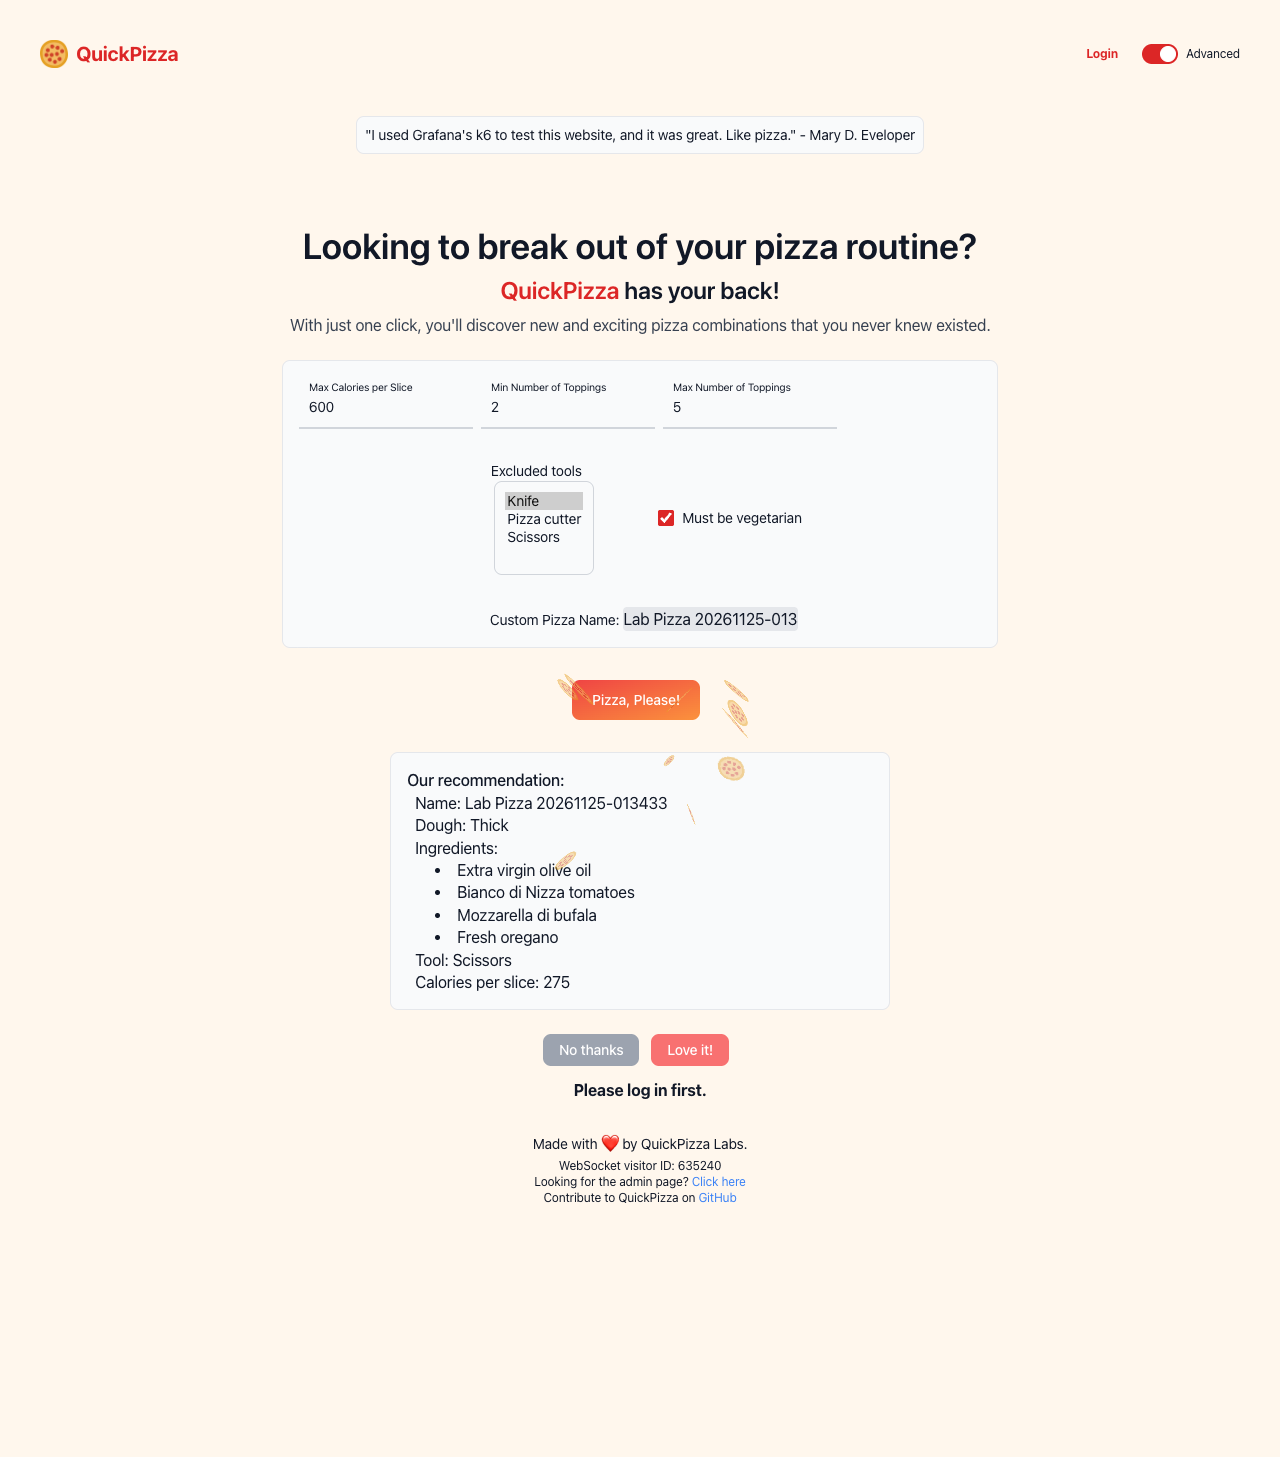 QuickPizza
Login
Advanced
"I used Grafana's k6 to test this website, and it was great. Like pizza." - Mary D. Eveloper
Looking to break out of your pizza routine?
QuickPizza has your back!
With just one click, you'll discover new and exciting pizza combinations that you never knew existed.
Max Calories per Slice
600
Min Number of Toppings
2
Max Number of Toppings
5
Excluded tools
Knife
Pizza cutter
Scissors
Must be vegetarian
Custom Pizza Name: Lab Pizza 20261125-013
Pizza, Please!
Our recommendation:
Name: Lab Pizza 20261125-013433
Dough: Thick
Ingredients:
• Extra virgin olive oil
• Bianco di Nizza tomatoes
• Mozzarella di bufala
• Fresh oregano
Tool: Scissors
Calories per slice: 275
No thanks
Love it!
Please log in first.
Made with ❤️ by QuickPizza Labs.
WebSocket visitor ID: 635240
Looking for the admin page? Click here
Contribute to QuickPizza on GitHub